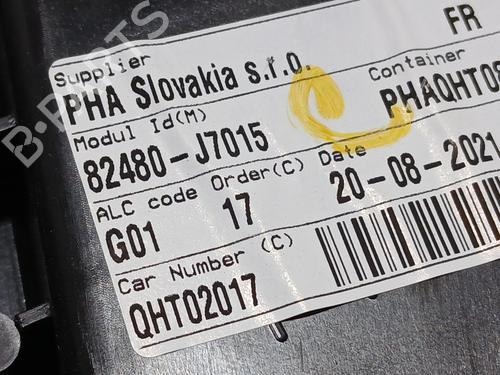 FR
Supplier
PHA Slovakia s.r.o.
Container
PHAQHT05
Modul Id(M)
82480-J7015
ALC code Order(C) Date
G01 17 20-08-2021
Car Number (C)
QHT02017
B-PARTS